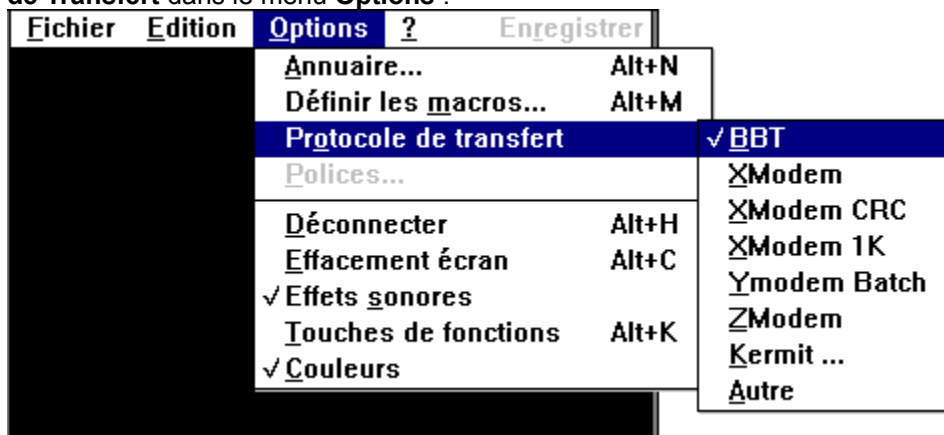 de Transfert dans le menu Options :
Fichier Edition Options ? Enregistrer
Annuaire... Alt+N
Définir les macros... Alt+M
Protocole de transfert
Polices...
Déconnecter Alt+H
Effacement écran Alt+C
√ Effets sonores
Touches de fonctions Alt+K
√ Couleurs
√ BBT
XModem
XModem CRC
XModem 1K
Ymodem Batch
ZModem
Kermit ...
Autre